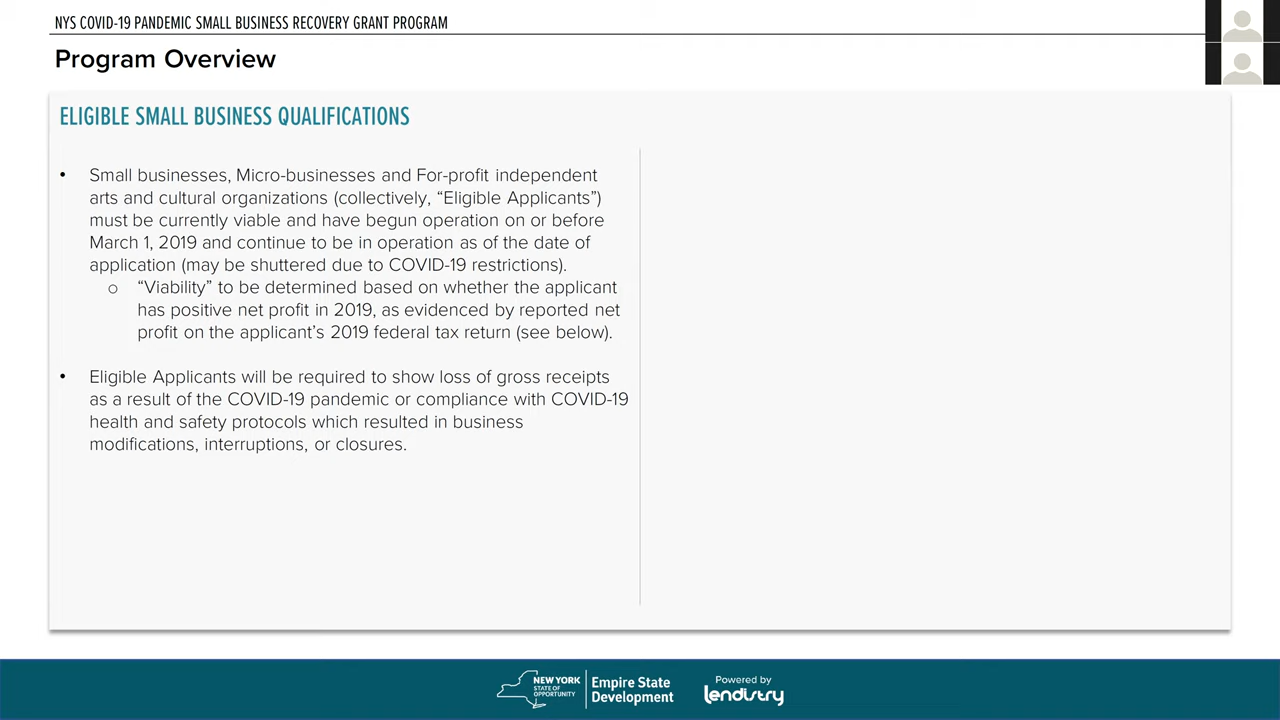 NYS COVID-19 PANDEMIC SMALL BUSINESS RECOVERY GRANT PROGRAM
Program Overview
ELIGIBLE SMALL BUSINESS QUALIFICATIONS
• Small businesses, Micro-businesses and For-profit independent
arts and cultural organizations (collectively, “Eligible Applicants”)
must be currently viable and have begun operation on or before
March 1, 2019 and continue to be in operation as of the date of
application (may be shuttered due to COVID-19 restrictions).
o “Viability” to be determined based on whether the applicant
has positive net profit in 2019, as evidenced by reported net
profit on the applicant’s 2019 federal tax return (see below).
• Eligible Applicants will be required to show loss of gross receipts
as a result of the COVID-19 pandemic or compliance with COVID-19
health and safety protocols which resulted in business
modifications, interruptions, or closures.
NEW YORK
STATE OF
OPPORTUNITY
Empire State
Development
Powered by
lendistry